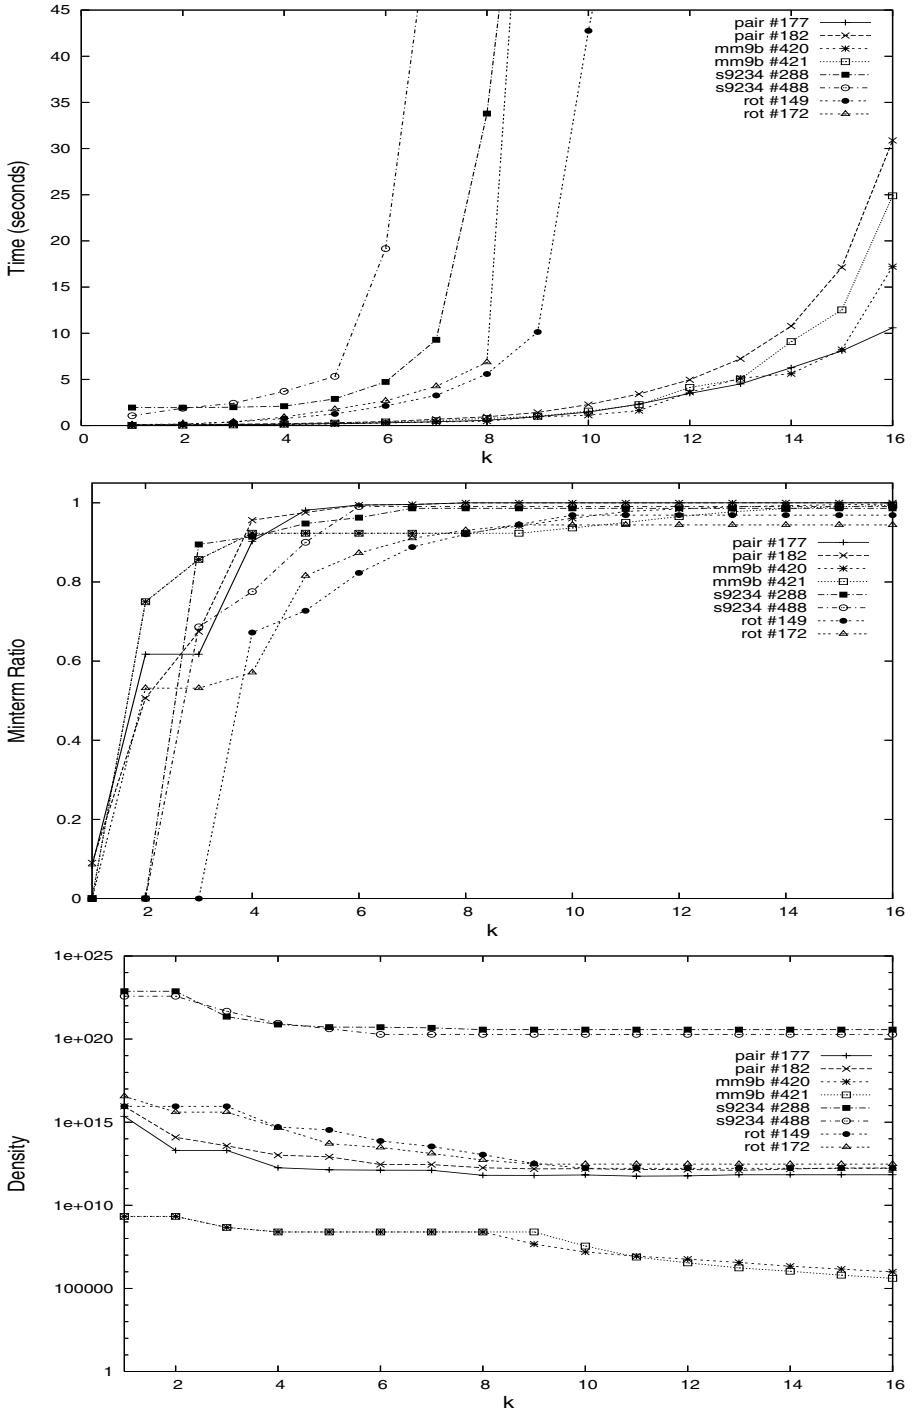 45
40
35
30
25
20
15
10
5
0
Time (seconds)
pair #177
pair #182
mm9b #420
mm9b #421
s9234 #288
s9234 #488
rot #149
rot #172
0 2 4 6 8 10 12 14 16
k
1
0.8
0.6
0.4
0.2
0
Minterm Ratio
pair #177
pair #182
mm9b #420
mm9b #421
s9234 #288
s9234 #488
rot #149
rot #172
2 4 6 8 10 12 14 16
k
1e+025
1e+020
1e+015
1e+010
100000
1
Density
pair #177
pair #182
mm9b #420
mm9b #421
s9234 #288
s9234 #488
rot #149
rot #172
2 4 6 8 10 12 14 16
k